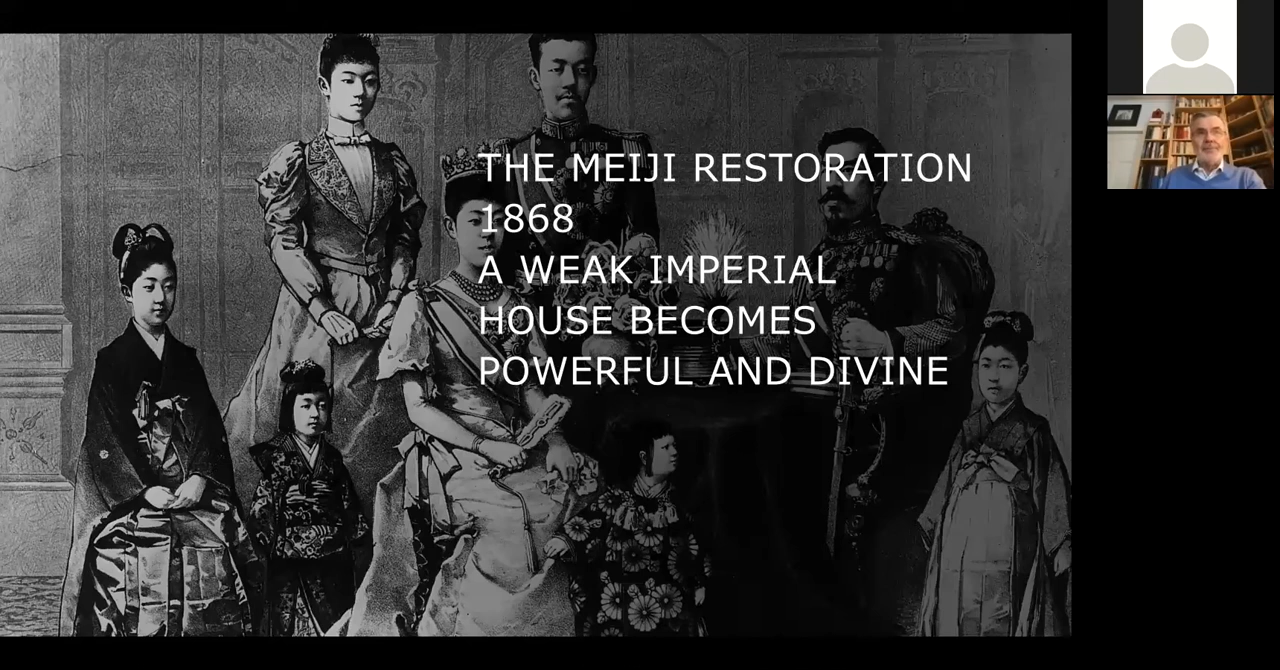 THE MEIJI RESTORATION
1868
A WEAK IMPERIAL
HOUSE BECOMES
POWERFUL AND DIVINE